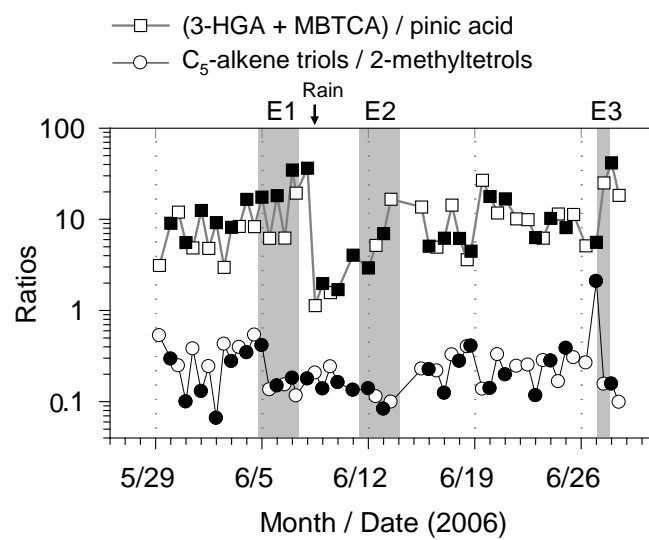 (3-HGA + MBTCA) / pinic acid
C5-alkene triols / 2-methyltetrols
Rain
E1 E2 E3
100
10
1
0.1
Ratios
5/29 6/5 6/12 6/19 6/26
Month / Date (2006)